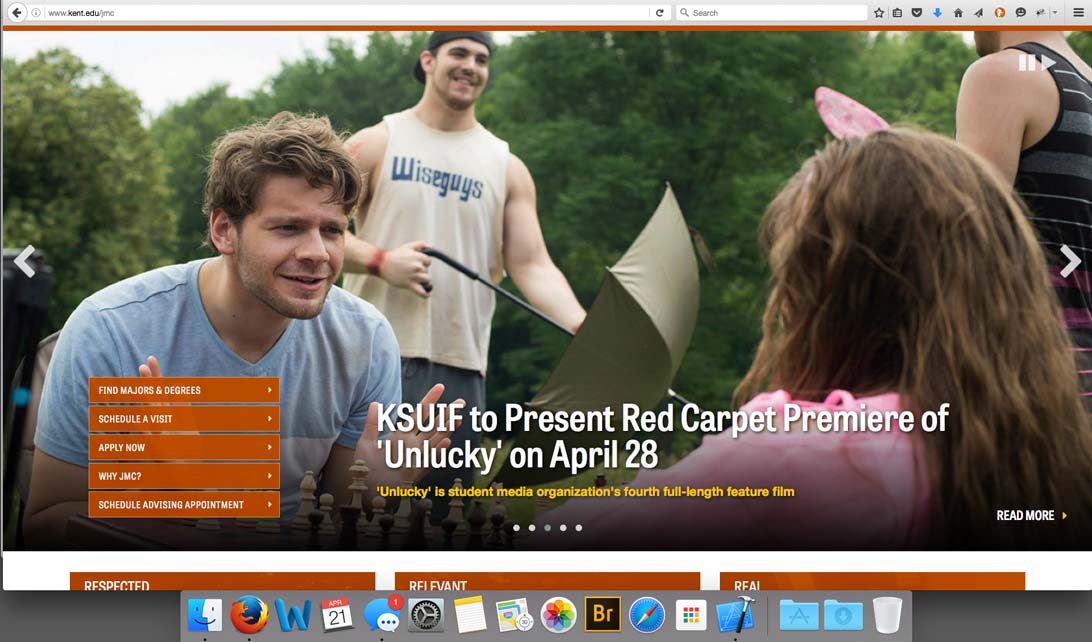 www.kent.edu/jmc
Search
Wiseguys
FIND MAJORS & DEGREES
SCHEDULE A VISIT
APPLY NOW
WHY JMC?
SCHEDULE ADVISING APPOINTMENT
KSUIF to Present Red Carpet Premiere of
'Unlucky' on April 28
'Unlucky' is student media organization's fourth full-length feature film
READ MORE
RESPECTED
RELEVANT
REAL
APR
21
1
3D
Br